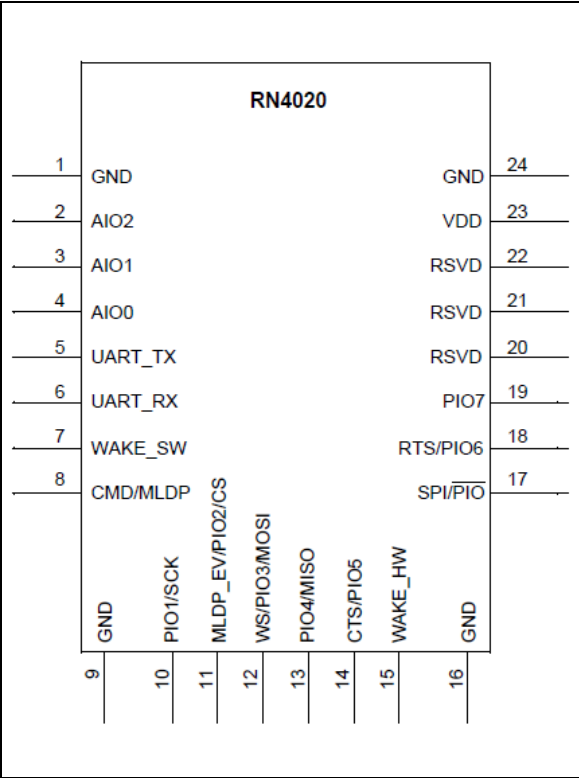 RN4020
1 GND
2 AIO2
3 AIO1
4 AIO0
5 UART_TX
6 UART_RX
7 WAKE_SW
8 CMD/MLDP
GND 24
VDD 23
RSVD 22
RSVD 21
RSVD 20
PIO7 19
RTS/PIO6 18
SPI/PIO 17
GND
PIO1/SCK
MLDP_EV/PIO2/CS
WS/PIO3/MOSI
PIO4/MISO
CTS/PIO5
WAKE_HW
GND
9
10
11
12
13
14
15
16